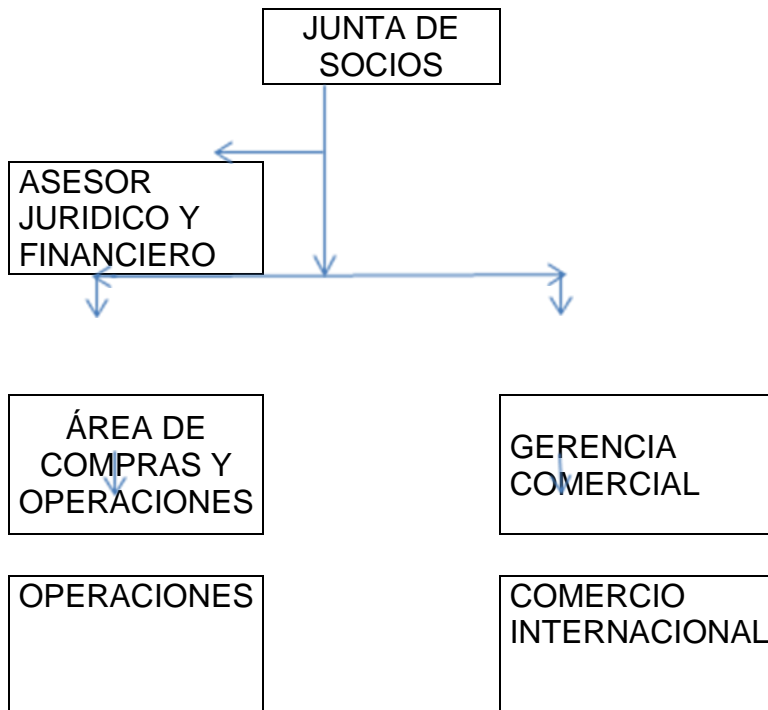 JUNTA DE
SOCIOS
ASESOR
JURIDICO Y
FINANCIERO
ÁREA DE
COMPRAS Y
OPERACIONES
GERENCIA
COMERCIAL
OPERACIONES
COMERCIO
INTERNACIONAL